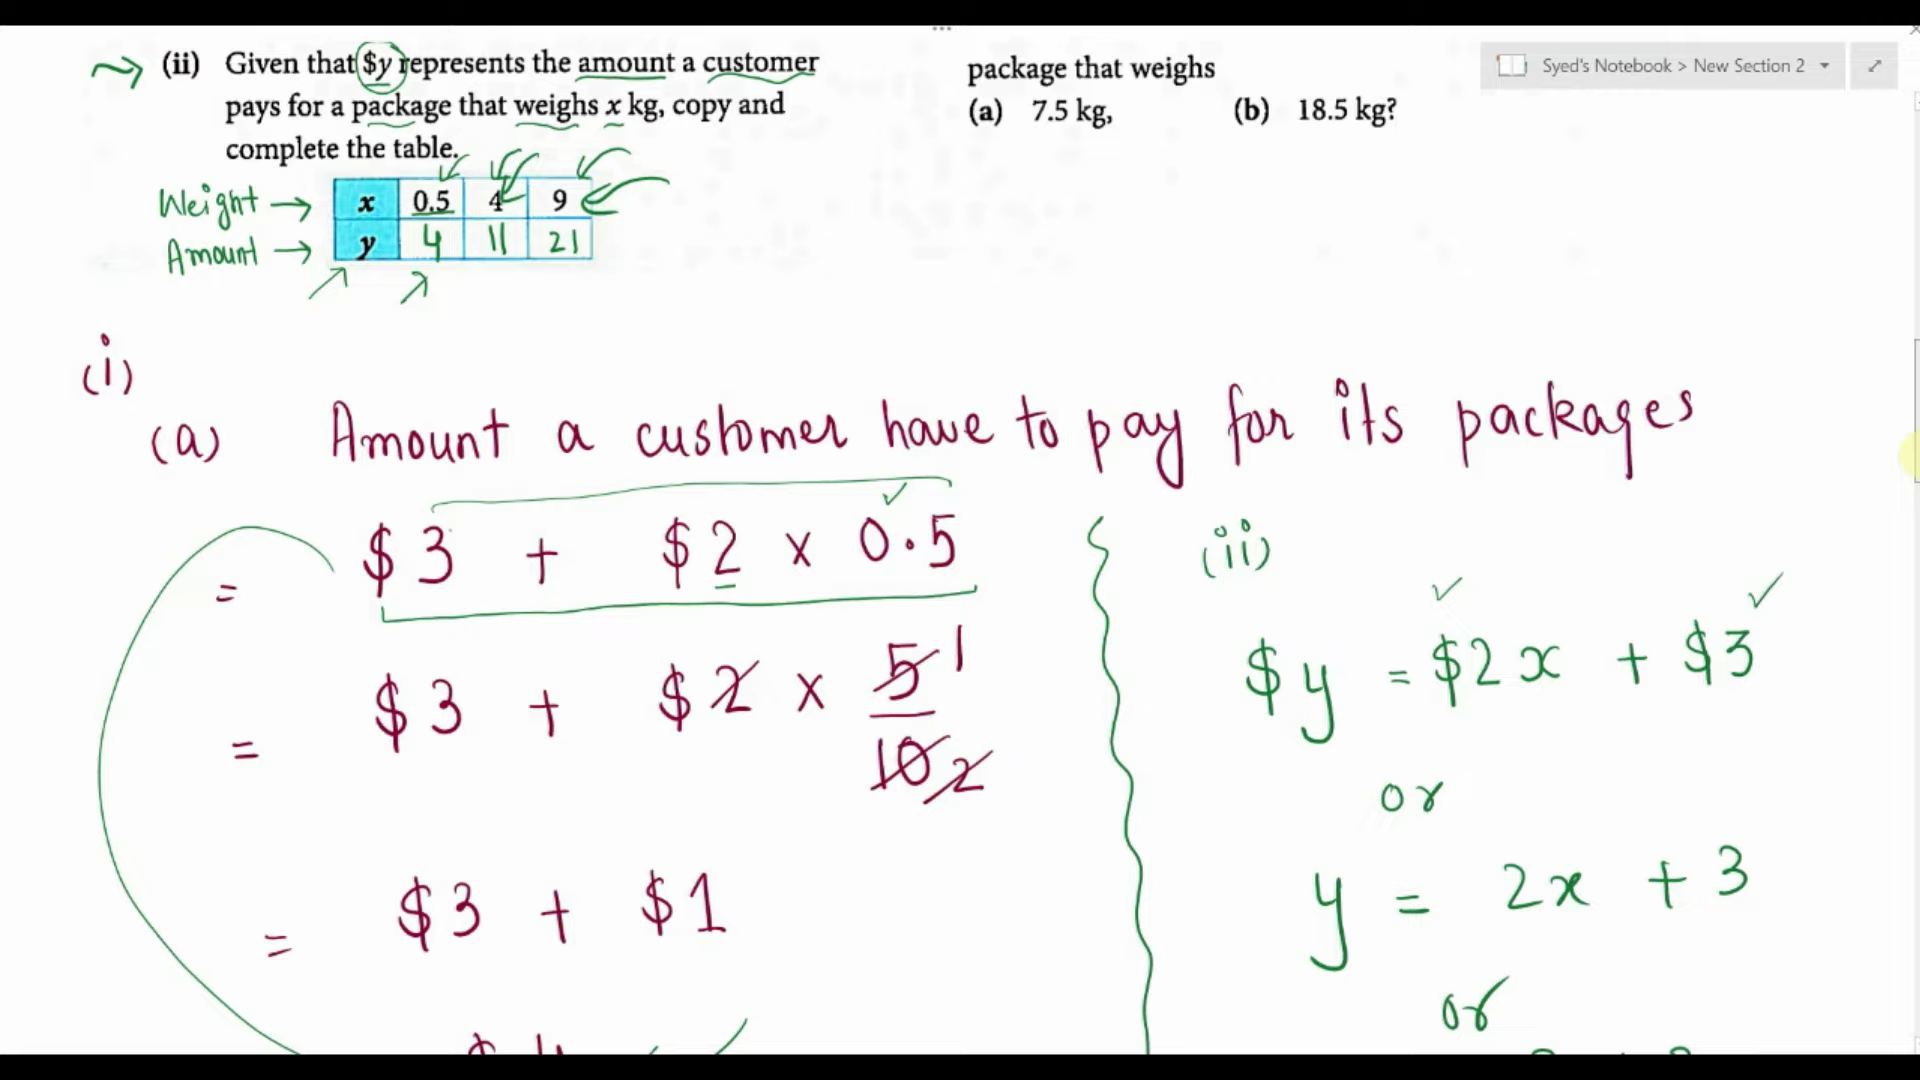 (ii) Given that $y represents the amount a customer
pays for a package that weighs x kg, copy and
complete the table.
package that weighs
(a) 7.5 kg, (b) 18.5 kg?
Syed's Notebook > New Section 2
Weight → x 0.5 4 9
Amount → y 4 11 21
(i)
(a) Amount a customer have to pay for its packages
= $3 + $2 x 0.5
= $3 + $2 x 5 1
10 2
= $3 + $1
(ii)
$y = $2x + $3
or
y = 2x + 3
or